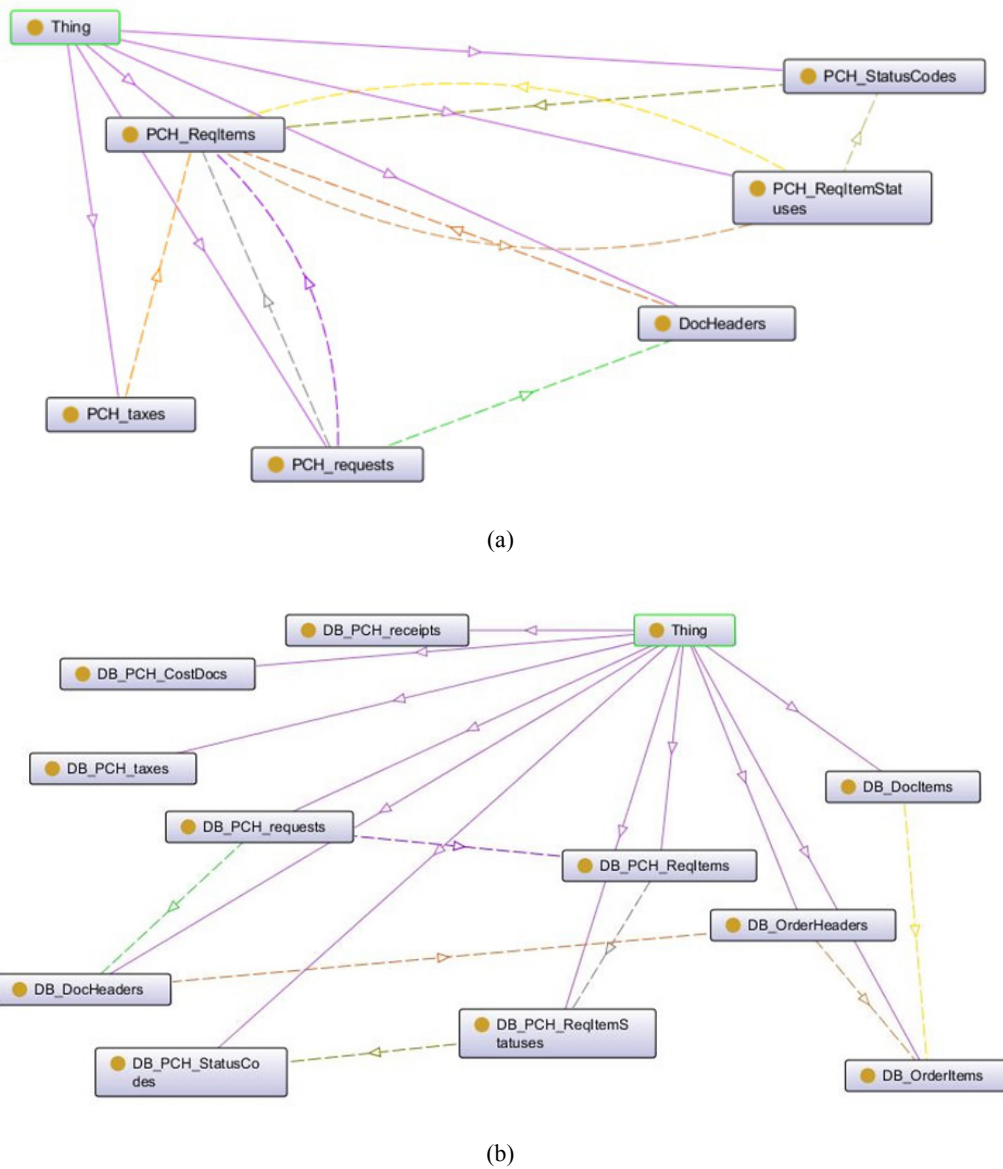 Thing
PCH_StatusCodes
PCH_ReqItems
PCH_ReqItemStat
uses
DocHeaders
PCH_taxes
PCH_requests
(a)
DB_PCH_receipts
Thing
DB_PCH_CostDocs
DB_PCH_taxes
DB_DocItems
DB_PCH_requests
DB_PCH_ReqItems
DB_OrderHeaders
DB_DocHeaders
DB_PCH_ReqItemS
tatuses
DB_PCH_StatusCo
des
DB_OrderItems
(b)